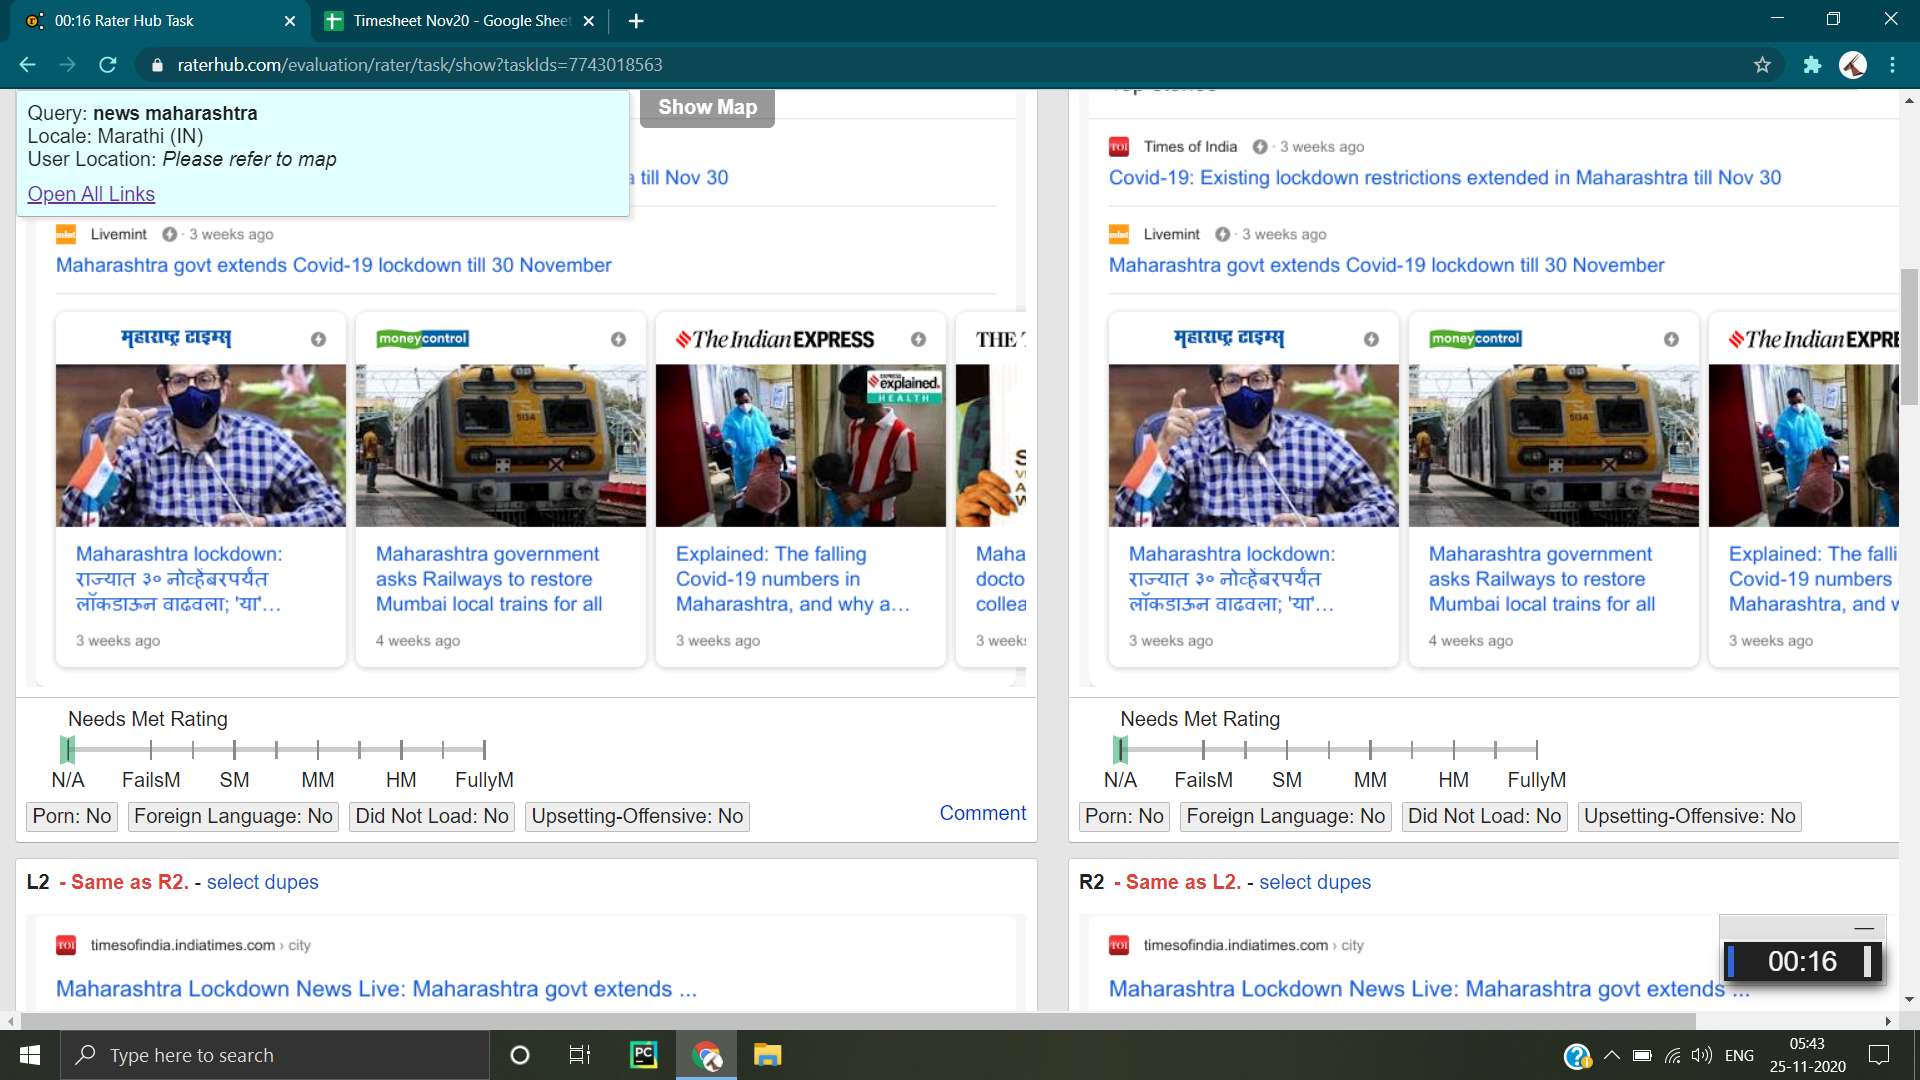 00:16 Rater Hub Task
Timesheet Nov20 - Google Sheet
raterhub.com/evaluation/rater/task/show?taskIds=7743018563
Query: news maharashtra
Locale: Marathi (IN)
User Location: Please refer to map
Open All Links
Show Map
till Nov 30
Livemint · 3 weeks ago
Maharashtra govt extends Covid-19 lockdown till 30 November
महाराष्ट्र टाइम्स
moneycontrol
The Indian EXPRESS
THE
EXPRESS
explained.
HEALTH
5134
Maharashtra lockdown:
राज्यात ३० नोव्हेंबरपर्यंत
लॉकडाऊन वाढवला; 'या'...
3 weeks ago
Maharashtra government
asks Railways to restore
Mumbai local trains for all
4 weeks ago
Explained: The falling
Covid-19 numbers in
Maharashtra, and why a...
3 weeks ago
Maha
docto
collea
3 week
Needs Met Rating
N/A FailsM SM MM HM FullyM
Porn: No Foreign Language: No Did Not Load: No Upsetting-Offensive: No
Comment
L2 - Same as R2. - select dupes
TOI
timesofindia.indiatimes.com › city
Maharashtra Lockdown News Live: Maharashtra govt extends ...
TOI
Times of India · 3 weeks ago
Covid-19: Existing lockdown restrictions extended in Maharashtra till Nov 30
Livemint · 3 weeks ago
Maharashtra govt extends Covid-19 lockdown till 30 November
महाराष्ट्र टाइम्स
moneycontrol
The Indian EXPRE
5134
Maharashtra lockdown:
राज्यात ३० नोव्हेंबरपर्यंत
लॉकडाऊन वाढवला; 'या'...
3 weeks ago
Maharashtra government
asks Railways to restore
Mumbai local trains for all
4 weeks ago
Explained: The falli
Covid-19 numbers
Maharashtra, and w
3 weeks ago
Needs Met Rating
N/A FailsM SM MM HM FullyM
Porn: No Foreign Language: No Did Not Load: No Upsetting-Offensive: No
R2 - Same as L2. - select dupes
TOI
timesofindia.indiatimes.com › city
Maharashtra Lockdown News Live: Maharashtra govt extends ...
00:16
Type here to search
PC
ENG
05:43
25-11-2020